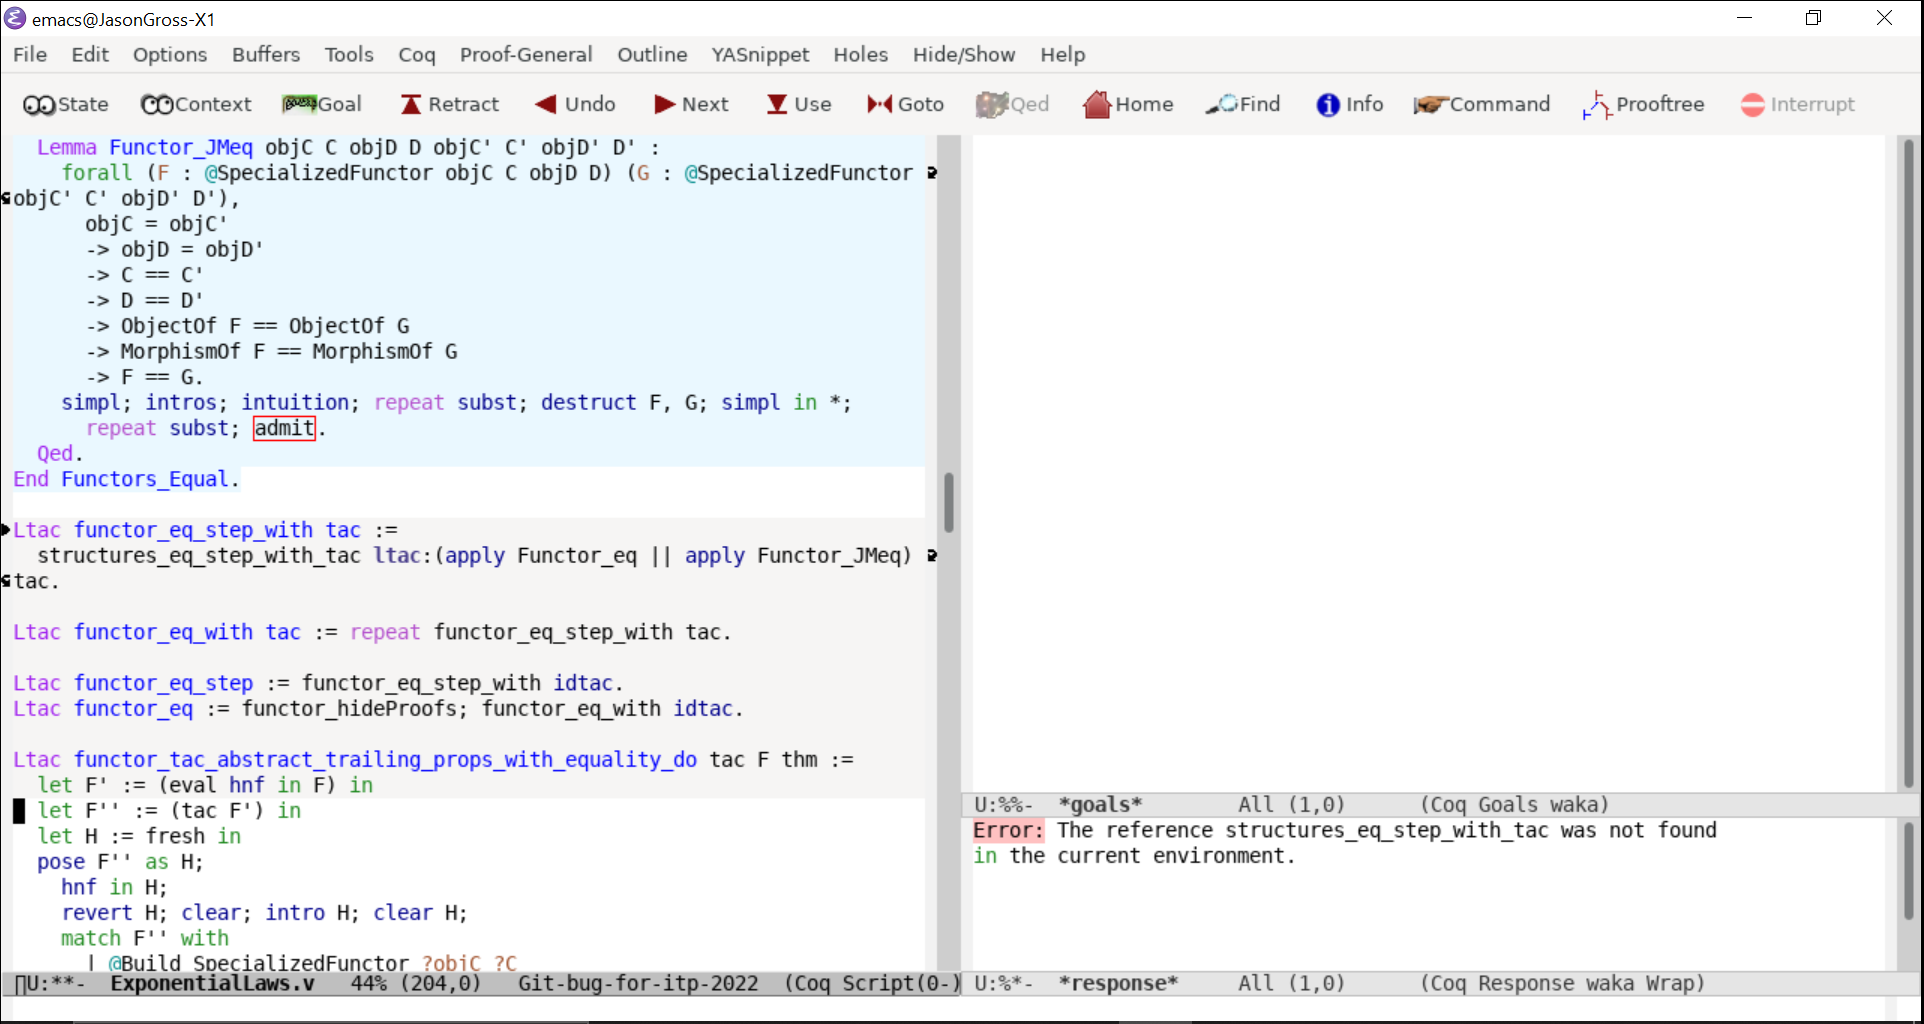 emacs@JasonGross-X1
File Edit Options Buffers Tools Coq Proof-General Outline YASnippet Holes Hide/Show Help
State Context Goal Retract Undo Next Use Goto Qed Home Find Info Command Prooftree Interrupt
Lemma Functor_JMeq objC C objD D objC' C' objD' D' :
forall (F : @SpecializedFunctor objC C objD D) (G : @SpecializedFunctor
objC' C' objD' D'),
objC = objC'
-> objD = objD'
-> C == C'
-> D == D'
-> ObjectOf F == ObjectOf G
-> MorphismOf F == MorphismOf G
-> F == G.
simpl; intros; intuition; repeat subst; destruct F, G; simpl in *;
repeat subst; admit.
Qed.
End Functors_Equal.
Ltac functor_eq_step_with tac :=
structures_eq_step_with_tac ltac:(apply Functor_eq || apply Functor_JMeq)
tac.
Ltac functor_eq_with tac := repeat functor_eq_step_with tac.
Ltac functor_eq_step := functor_eq_step_with idtac.
Ltac functor_eq := functor_hideProofs; functor_eq_with idtac.
Ltac functor_tac_abstract_trailing_props_with_equality_do tac F thm :=
let F' := (eval hnf in F) in
let F'' := (tac F') in
let H := fresh in
pose F'' as H;
hnf in H;
revert H; clear; intro H; clear H;
match F'' with
| @Build_SpecializedFunctor ?objC ?C
U:**- ExponentialLaws.v 44% (204,0) Git-bug-for-itp-2022 (Coq Script(0-)
U:%%- *goals* All (1,0) (Coq Goals waka)
Error: The reference structures_eq_step_with_tac was not found
in the current environment.
U:%*- *response* All (1,0) (Coq Response waka Wrap)